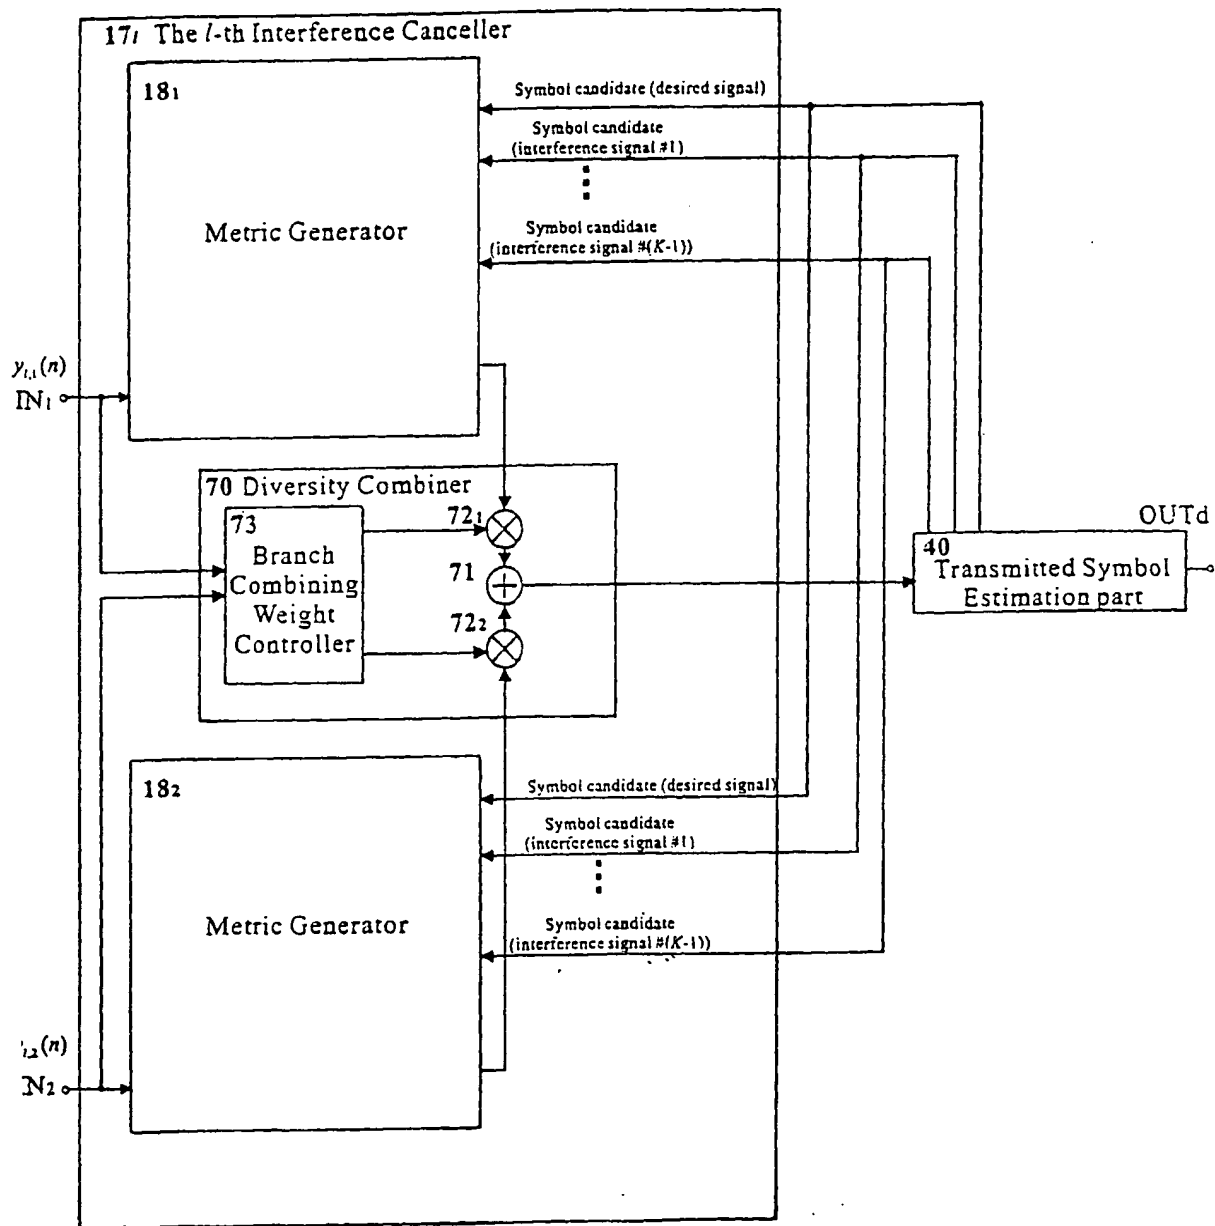 17l The l-th Interference Canceller
181
Metric Generator
Symbol candidate (desired signal)
Symbol candidate
(interference signal #1)
Symbol candidate
(interference signal #(K-1))
yl,1(n)
IN1
70 Diversity Combiner
73
Branch
Combining
Weight
Controller
721
71
722
OUTd
40
Transmitted Symbol
Estimation part
182
Metric Generator
Symbol candidate (desired signal)
Symbol candidate
(interference signal #1)
Symbol candidate
(interference signal #(K-1))
l,2(n)
IN2